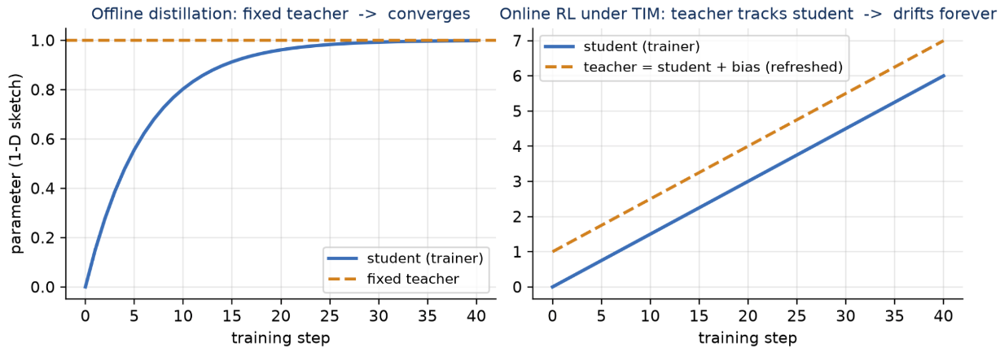 Offline distillation: fixed teacher -> converges
parameter (1-D sketch)
1.0
0.8
0.6
0.4
0.2
0.0
student (trainer)
fixed teacher
0 5 10 15 20 25 30 35 40
training step
Online RL under TIM: teacher tracks student -> drifts forever
7
6
5
4
3
2
1
0
student (trainer)
teacher = student + bias (refreshed)
0 5 10 15 20 25 30 35 40
training step